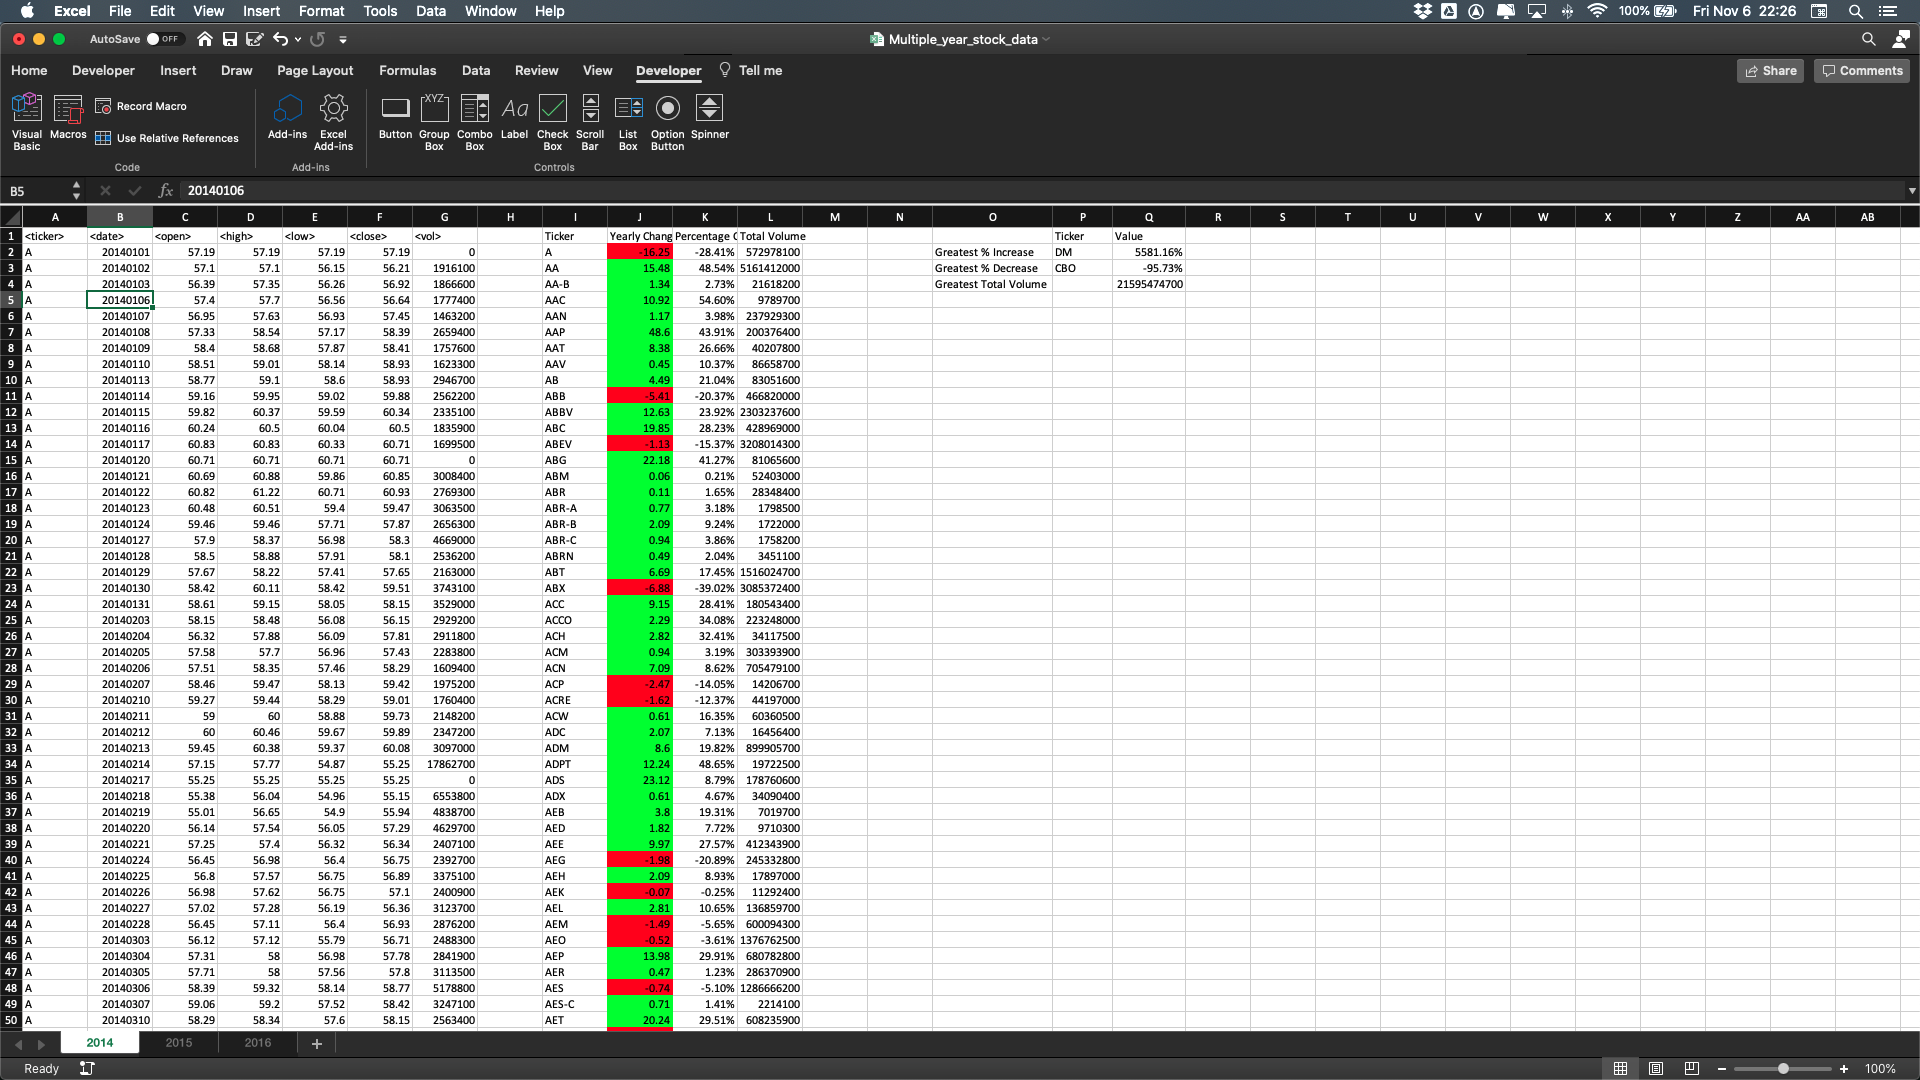 Excel File Edit View Insert Format Tools Data Window Help 100% Fri Nov 6 22:26
AutoSave OFF Multiple_year_stock_data
Home Developer Insert Draw Page Layout Formulas Data Review View Developer Tell me Share Comments
Visual Basic Macros Record Macro Use Relative References Add-ins Excel Add-ins Button Group Box Combo Box Label Check Box Scroll Bar List Box Option Button Spinner
Code Add-ins Controls
B5 fx 20140106
A B C D E F G H I J K L M N O P Q R S T U V W X Y Z AA AB
1 <ticker> <date> <open> <high> <low> <close> <vol> Ticker Yearly Chang Percentage C Total Volume Ticker Value
2 A 20140101 57.19 57.19 57.19 57.19 0 A -16.25 -28.41% 572978100 Greatest % Increase DM 5581.16%
3 A 20140102 57.1 57.1 56.15 56.21 1916100 AA 15.48 48.54% 5161412000 Greatest % Decrease CBO -95.73%
4 A 20140103 56.39 57.35 56.26 56.92 1866600 AA-B 1.34 2.73% 21618200 Greatest Total Volume 21595474700
5 A 20140106 57.4 57.7 56.56 56.64 1777400 AAC 10.92 54.60% 9789700
6 A 20140107 56.95 57.63 56.93 57.45 1463200 AAN 1.17 3.98% 237929300
7 A 20140108 57.33 58.54 57.17 58.39 2659400 AAP 48.6 43.91% 200376400
8 A 20140109 58.4 58.68 57.87 58.41 1757600 AAT 8.38 26.66% 40207800
9 A 20140110 58.51 59.01 58.14 58.93 1623300 AAV 0.45 10.37% 86658700
10 A 20140113 58.77 59.1 58.6 58.93 2946700 AB 4.49 21.04% 83051600
11 A 20140114 59.16 59.95 59.02 59.88 2562200 ABB -5.41 -20.37% 466820000
12 A 20140115 59.82 60.37 59.59 60.34 2335100 ABBV 12.63 23.92% 2303237600
13 A 20140116 60.24 60.5 60.04 60.5 1835900 ABC 19.85 28.23% 428969000
14 A 20140117 60.83 60.83 60.33 60.71 1699500 ABEV -1.13 -15.37% 3208014300
15 A 20140120 60.71 60.71 60.71 60.71 0 ABG 22.18 41.27% 81065600
16 A 20140121 60.69 60.88 59.86 60.85 3008400 ABM 0.06 0.21% 52403000
17 A 20140122 60.82 61.22 60.71 60.93 2769300 ABR 0.11 1.65% 28348400
18 A 20140123 60.48 60.51 59.4 59.47 3063500 ABR-A 0.77 3.18% 1798500
19 A 20140124 59.46 59.46 57.71 57.87 2656300 ABR-B 2.09 9.24% 1722000
20 A 20140127 57.9 58.37 56.98 58.3 4669000 ABR-C 0.94 3.86% 1758200
21 A 20140128 58.5 58.88 57.91 58.1 2536200 ABRN 0.49 2.04% 3451100
22 A 20140129 57.67 58.22 57.41 57.65 2163000 ABT 6.69 17.45% 1516024700
23 A 20140130 58.42 60.11 58.42 59.51 3743100 ABX -6.88 -39.02% 3085372400
24 A 20140131 58.61 59.15 58.05 58.15 3529000 ACC 9.15 28.41% 180543400
25 A 20140203 58.15 58.48 56.08 56.15 2929200 ACCO 2.29 34.08% 223248000
26 A 20140204 56.32 57.88 56.09 57.81 2911800 ACH 2.82 32.41% 34117500
27 A 20140205 57.58 57.7 56.96 57.43 2283800 ACM 0.94 3.19% 303393900
28 A 20140206 57.51 58.35 57.46 58.29 1609400 ACN 7.09 8.62% 705479100
29 A 20140207 58.46 59.47 58.13 59.42 1975200 ACP -2.47 -14.05% 14206700
30 A 20140210 59.27 59.44 58.29 59.01 1760400 ACRE -1.62 -12.37% 44197000
31 A 20140211 59 60 58.88 59.73 2148200 ACW 0.61 16.35% 60360500
32 A 20140212 60 60.46 59.67 59.89 2347200 ADC 2.07 7.13% 16456400
33 A 20140213 59.45 60.38 59.37 60.08 3097000 ADM 8.6 19.82% 899905700
34 A 20140214 57.15 57.77 54.87 55.25 17862700 ADPT 12.24 48.65% 19722500
35 A 20140217 55.25 55.25 55.25 55.25 0 ADS 23.12 8.79% 178760600
36 A 20140218 55.38 56.04 54.96 55.15 6553800 ADX 0.61 4.67% 34090400
37 A 20140219 55.01 56.65 54.9 55.94 4838700 AEB 3.8 19.31% 7019700
38 A 20140220 56.14 57.54 56.05 57.29 4629700 AED 1.82 7.72% 9710300
39 A 20140221 57.25 57.4 56.32 56.34 2407100 AEE 9.97 27.57% 412343900
40 A 20140224 56.45 56.98 56.4 56.75 2392700 AEG -1.98 -20.89% 245332800
41 A 20140225 56.8 57.57 56.75 56.89 3375100 AEH 2.09 8.93% 17897000
42 A 20140226 56.98 57.62 56.75 57.1 2400900 AEK -0.07 -0.25% 11292400
43 A 20140227 57.02 57.28 56.19 56.36 3123700 AEL 2.81 10.65% 136859700
44 A 20140228 56.45 57.11 56.4 56.93 2876200 AEM -1.49 -5.65% 600094300
45 A 20140303 56.12 57.12 55.79 56.71 2488300 AEO -0.52 -3.61% 1376762500
46 A 20140304 57.31 58 56.98 57.78 2841900 AEP 13.98 29.91% 680782800
47 A 20140305 57.71 58 57.56 57.8 3113500 AER 0.47 1.23% 286370900
48 A 20140306 58.39 59.32 58.14 58.77 5178800 AES -0.74 -5.10% 1286666200
49 A 20140307 59.06 59.2 57.52 58.42 3247100 AES-C 0.71 1.41% 2214100
50 A 20140310 58.29 58.34 57.6 58.15 2563400 AET 20.24 29.51% 608235900
2014 2015 2016 +
Ready 100%